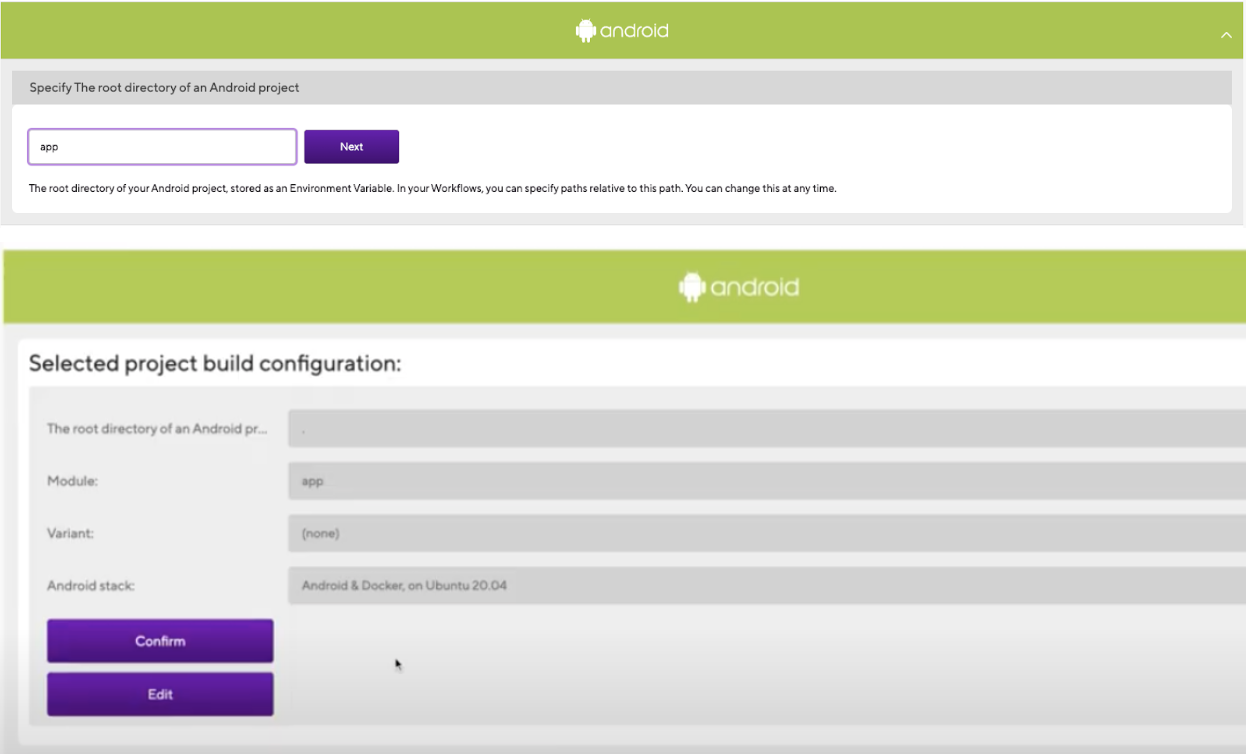 android
Specify The root directory of an Android project
app
Next
The root directory of your Android project, stored as an Environment Variable. In your Workflows, you can specify paths relative to this path. You can change this at any time.
android
Selected project build configuration:
The root directory of an Android pr... .
Module: app
Variant: (none)
Android stack: Android & Docker, on Ubuntu 20.04
Confirm
Edit